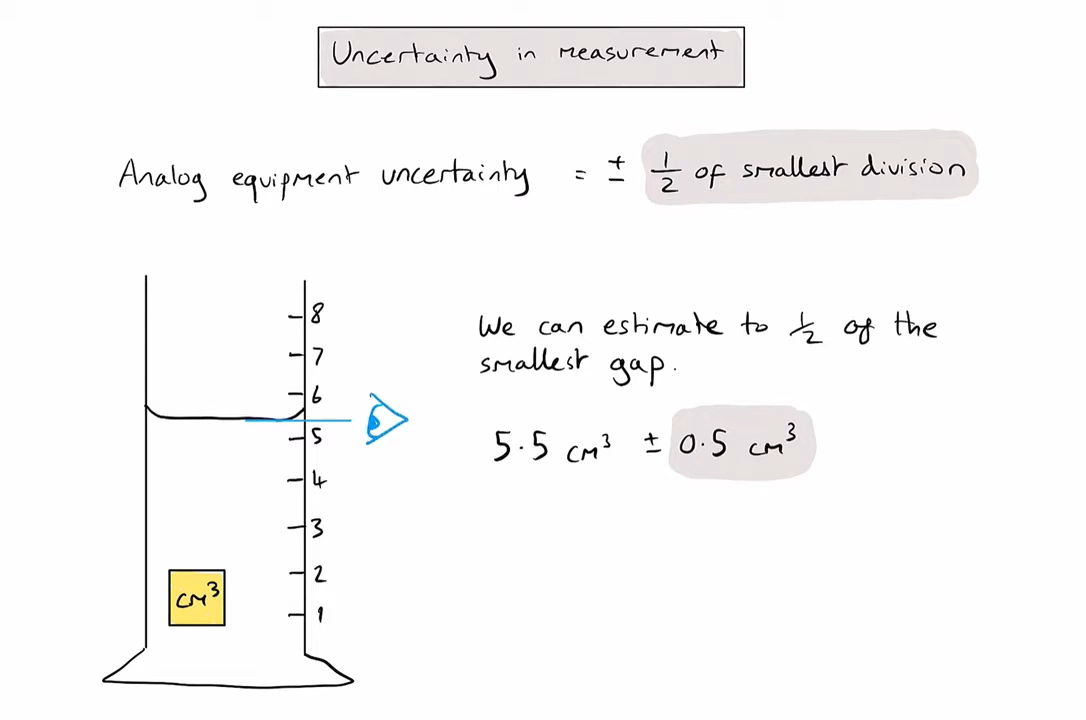 Uncertainty in measurement
Analog equipment uncertainty = ± 1/2 of smallest division
8
7
6
5
4
3
2
1
cm³
We can estimate to 1/2 of the
smallest gap.
5.5 cm³ ± 0.5 cm³